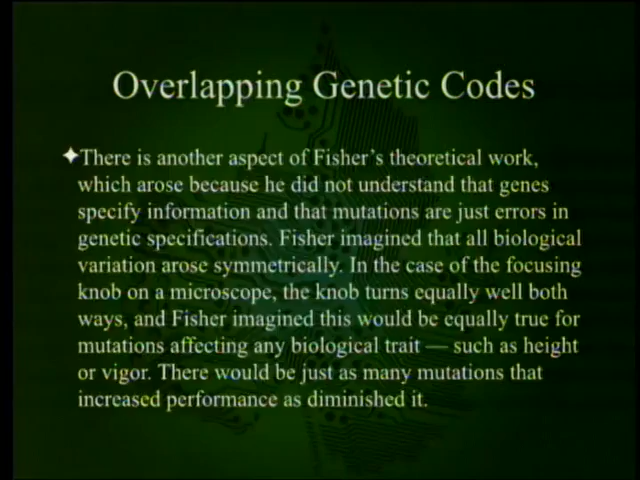 Overlapping Genetic Codes
✦There is another aspect of Fisher's theoretical work,
which arose because he did not understand that genes
specify information and that mutations are just errors in
genetic specifications. Fisher imagined that all biological
variation arose symmetrically. In the case of the focusing
knob on a microscope, the knob turns equally well both
ways, and Fisher imagined this would be equally true for
mutations affecting any biological trait — such as height
or vigor. There would be just as many mutations that
increased performance as diminished it.